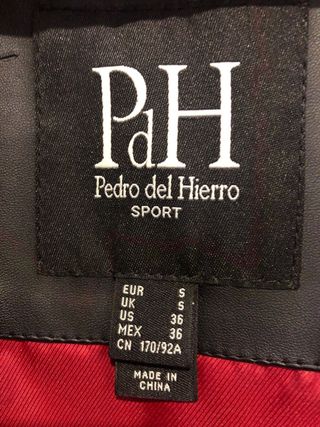 PdH
Pedro del Hierro
SPORT
EUR S
UK S
US 36
MEX 36
CN 170/92A
MADE IN
CHINA